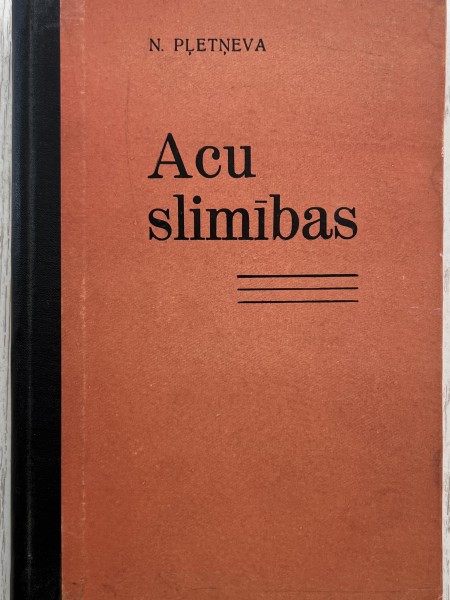 N. PĻETŅEVA
Acu
slimības